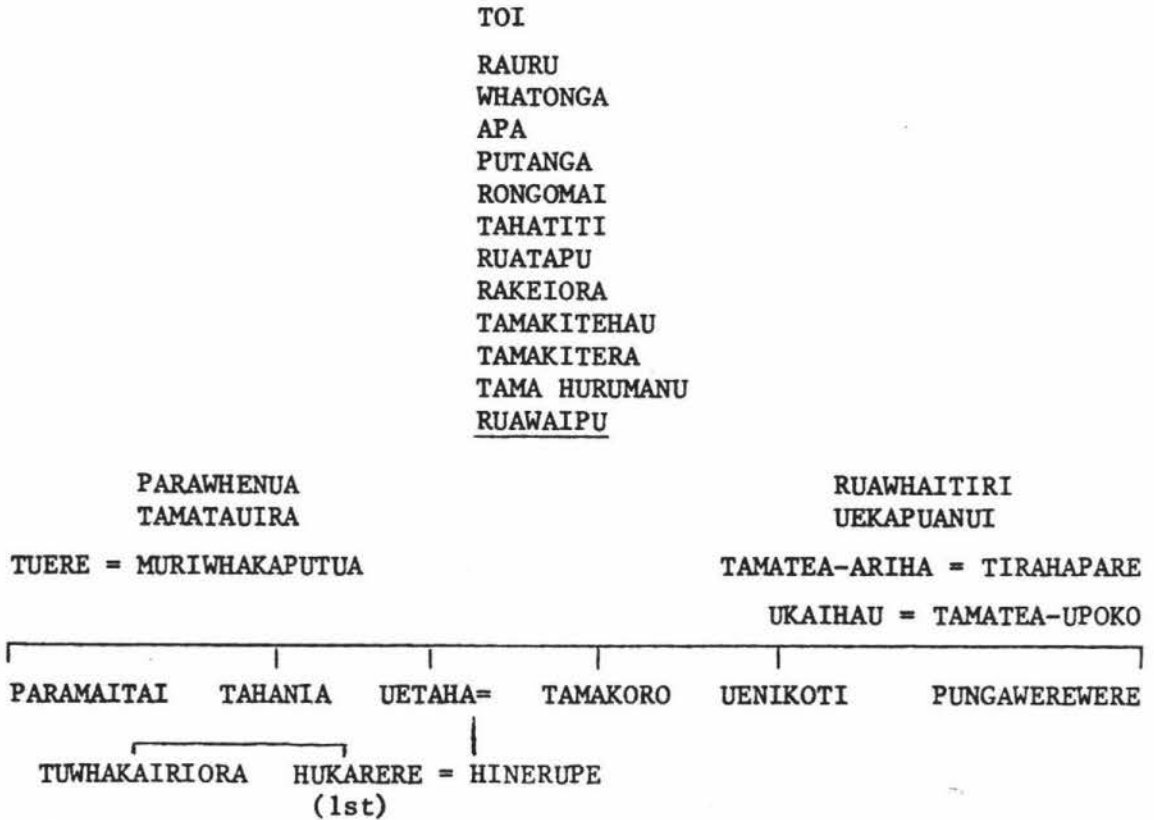 TOI
RAURU
WHATONGA
APA
PUTANGA
RONGOMAI
TAHATITI
RUATAPU
RAKEIORA
TAMAKITEHAU
TAMAKITERA
TAMA HURUMANU
RUAWAIPU
PARAWHENUA RUAWHAITIRI
TAMATAUIRA UEKAPUANUI
TUERE = MURIWHAKAPUTUA TAMATEA-ARIHA = TIRAHAPARE
UKAIHAU = TAMATEA-UPOKO
PARAMAITAI TAHANIA UETAHA= TAMAKORO UENIKOTI PUNGAWEREWERE
TUWHAKAIRIORA HUKARERE = HINERUPE
(1st)